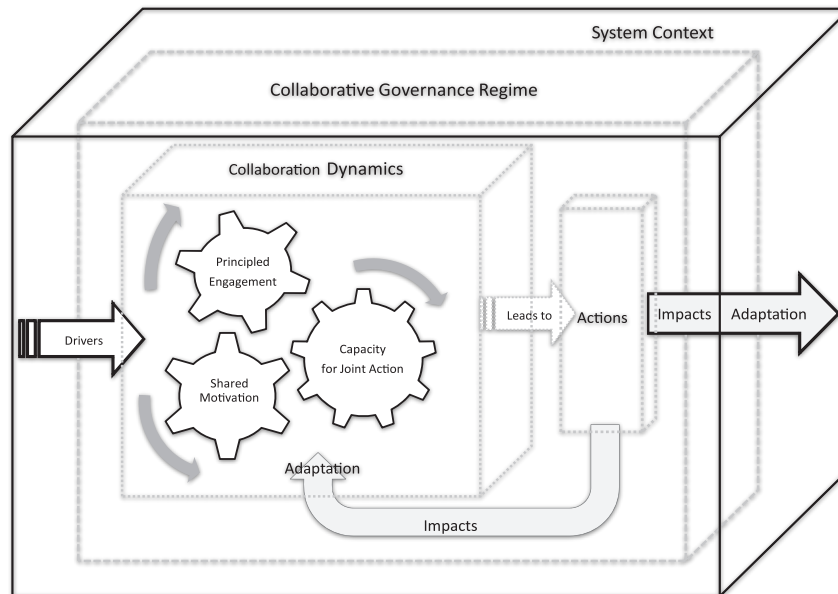 System Context
Collaborative Governance Regime
Collaboration Dynamics
Principled
Engagement
Drivers
Shared
Motivation
Capacity
for Joint Action
Leads to
Actions
Impacts
Adaptation
Adaptation
Impacts